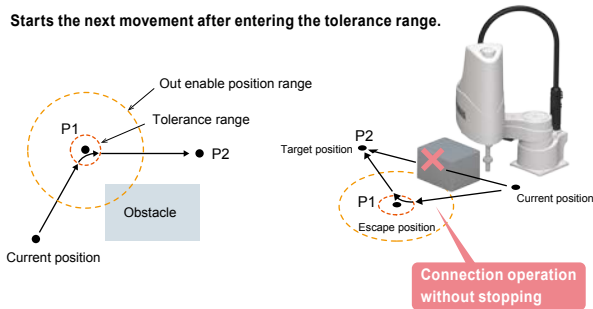 Starts the next movement after entering the tolerance range.
Out enable position range
Tolerance range
P1
P2
Obstacle
Current position
P2
Target position
P1
Escape position
Current position
Connection operation
without stopping